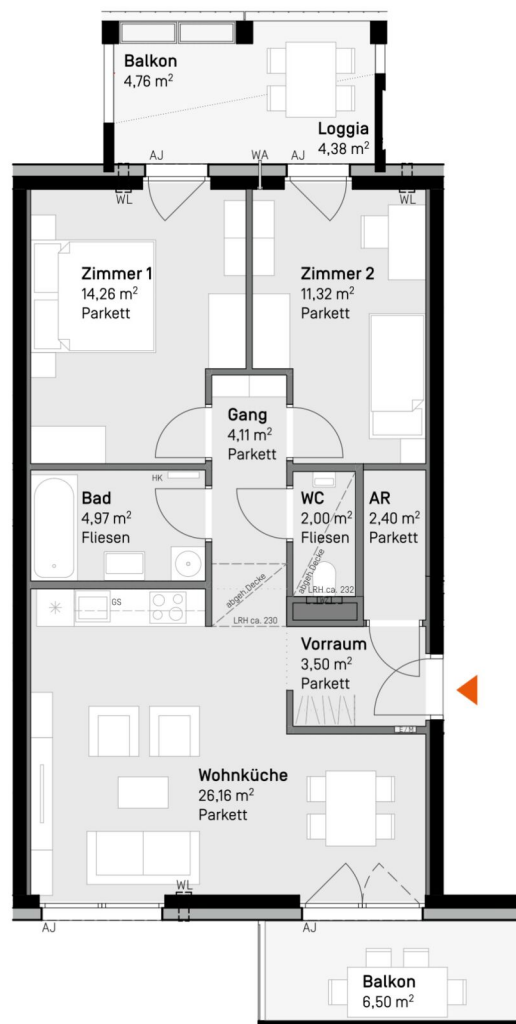 Balkon
4,76 m²
Loggia
4,38 m²
AJ
WA
AJ
WL
WL
Zimmer 1
14,26 m²
Parkett
Zimmer 2
11,32 m²
Parkett
Gang
4,11 m²
Parkett
HK
Bad
4,97 m²
Fliesen
WC
2,00 m²
Fliesen
AR
2,40 m²
Parkett
abgeh.Decke
abgeh.Decke
LRH ca. 232
GS
LRH ca. 230
Vorraum
3,50 m²
Parkett
E/M
Wohnküche
26,16 m²
Parkett
WL
AJ
AJ
Balkon
6,50 m²